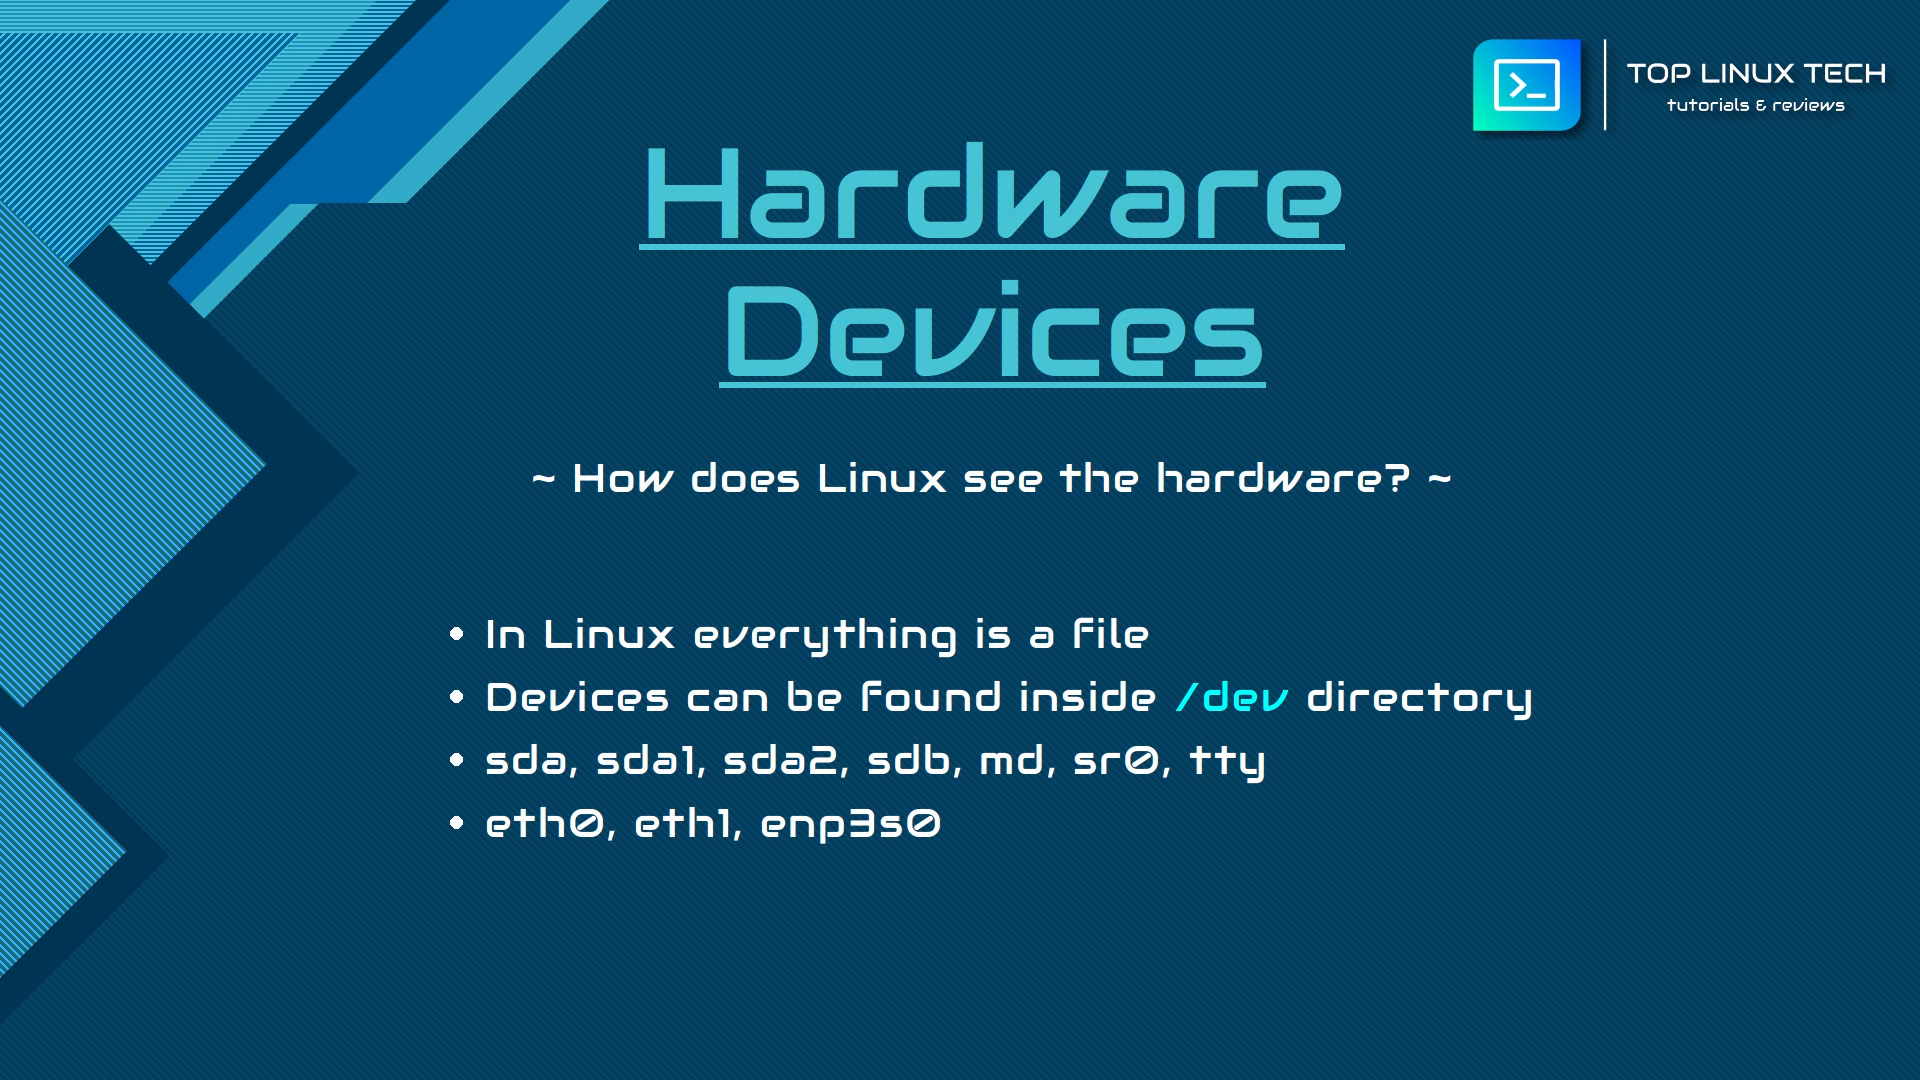 TOP LINUX TECH
tutorials & reviews
Hardware
Devices
~ How does Linux see the hardware? ~
• In Linux everything is a file
• Devices can be found inside /dev directory
• sda, sda1, sda2, sdb, md, sr0, tty
• eth0, eth1, enp3s0